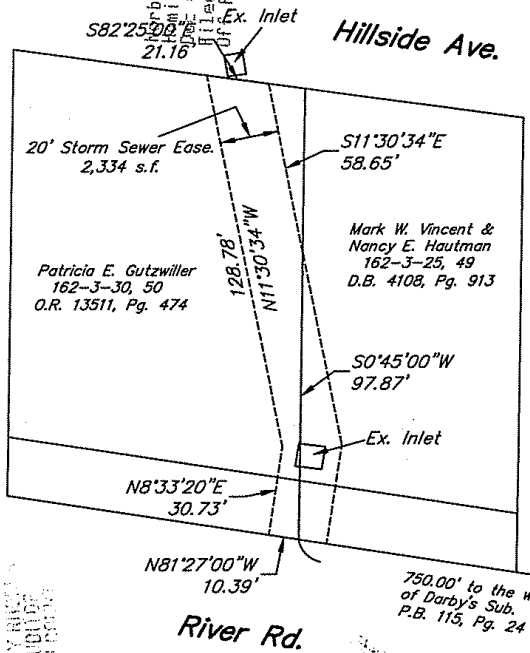 Ex. Inlet
S82°25'00"E
21.16'
Hillside Ave.
20' Storm Sewer Ease.
2,334 s.f.
S11°30'34"E
58.65'
128.78'
N11°30'34"W
Mark W. Vincent &
Nancy E. Hautman
162-3-25, 49
D.B. 4108, Pg. 913
Patricia E. Gutzwiller
162-3-30, 50
O.R. 13511, Pg. 474
S0°45'00"W
97.87'
Ex. Inlet
N8°33'20"E
30.73'
N81°27'00"W
10.39'
750.00' to the
of Darby's Sub.
P.B. 115, Pg. 24
River Rd.